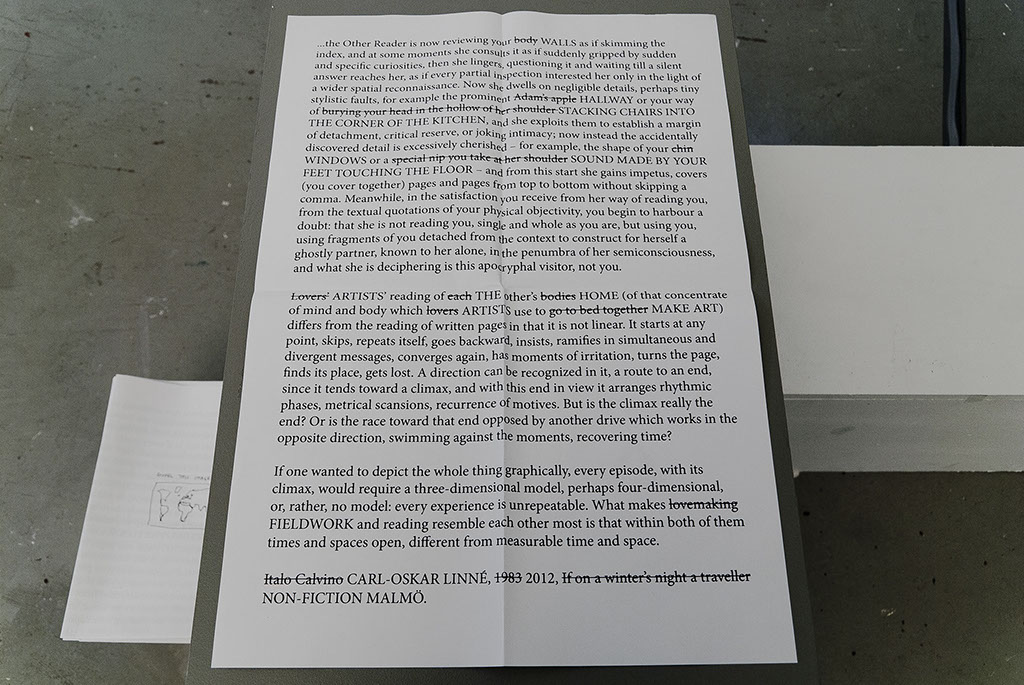 ...the Other Reader is now reviewing your body WALLS as if skimming the
index, and at some moments she consults it as if suddenly gripped by sudden
and specific curiosities, then she lingers, questioning it and waiting till a silent
answer reaches her, as if every partial inspection interested her only in the light of
a wider spatial reconnaissance. Now she dwells on negligible details, perhaps tiny
stylistic faults, for example the prominent Adam's apple HALLWAY or your way
of burying your head in the hollow of her shoulder STACKING CHAIRS INTO
THE CORNER OF THE KITCHEN, and she exploits them to establish a margin
of detachment, critical reserve, or joking intimacy; now instead the accidentally
discovered detail is excessively cherished – for example, the shape of your chin
WINDOWS or a special nip you take at her shoulder SOUND MADE BY YOUR
FEET TOUCHING THE FLOOR – and from this start she gains impetus, covers
(you cover together) pages and pages from top to bottom without skipping a
comma. Meanwhile, in the satisfaction you receive from her way of reading you,
from the textual quotations of your physical objectivity, you begin to harbour a
doubt: that she is not reading you, single and whole as you are, but using you,
using fragments of you detached from the context to construct for herself a
ghostly partner, known to her alone, in the penumbra of her semiconsciousness,
and what she is deciphering is this apocryphal visitor, not you.
Lovers' ARTISTS' reading of each THE other's bodies HOME (of that concentrate
of mind and body which lovers ARTISTS use to go to bed together MAKE ART)
differs from the reading of written pages in that it is not linear. It starts at any
point, skips, repeats itself, goes backward, insists, ramifies in simultaneous and
divergent messages, converges again, has moments of irritation, turns the page,
finds its place, gets lost. A direction can be recognized in it, a route to an end,
since it tends toward a climax, and with this end in view it arranges rhythmic
phases, metrical scansions, recurrence of motives. But is the climax really the
end? Or is the race toward that end opposed by another drive which works in the
opposite direction, swimming against the moments, recovering time?
If one wanted to depict the whole thing graphically, every episode, with its
climax, would require a three-dimensional model, perhaps four-dimensional,
or, rather, no model: every experience is unrepeatable. What makes lovemaking
FIELDWORK and reading resemble each other most is that within both of them
times and spaces open, different from measurable time and space.
Italo Calvino CARL-OSKAR LINNÉ, 1983 2012, If on a winter's night a traveller
NON-FICTION MALMÖ.